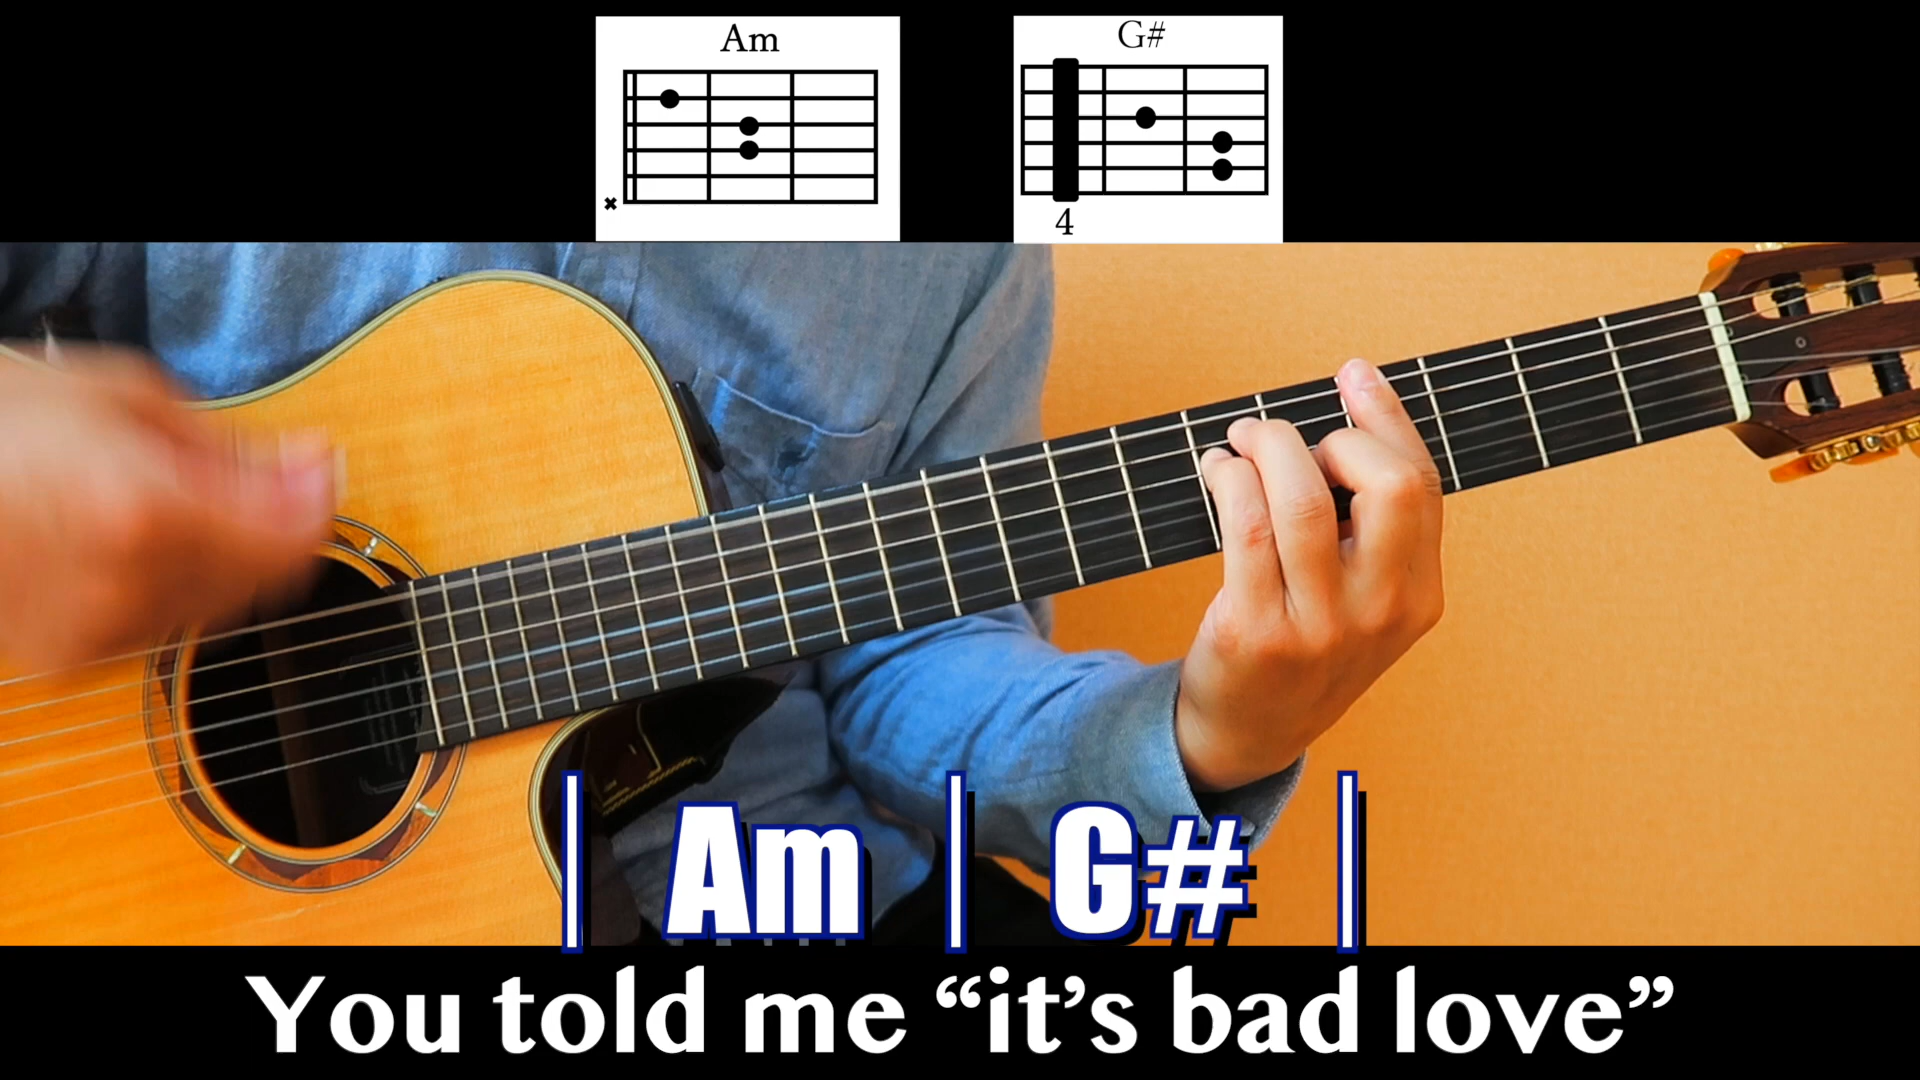 Am G#
×
4
| Am | G# |
You told me “it’s bad love”